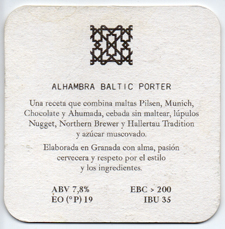 ALHAMBRA BALTIC PORTER
Una receta que combina maltas Pilsen, Munich,
Chocolate y Ahumada, cebada sin maltear, lúpulos
Nugget, Northern Brewer y Hallertau Tradition
y azúcar muscovado.
Elaborada en Granada con alma, pasión
cervecera y respeto por el estilo
y los ingredientes.
ABV 7,8% EBC > 200
EO (°P) 19 IBU 35